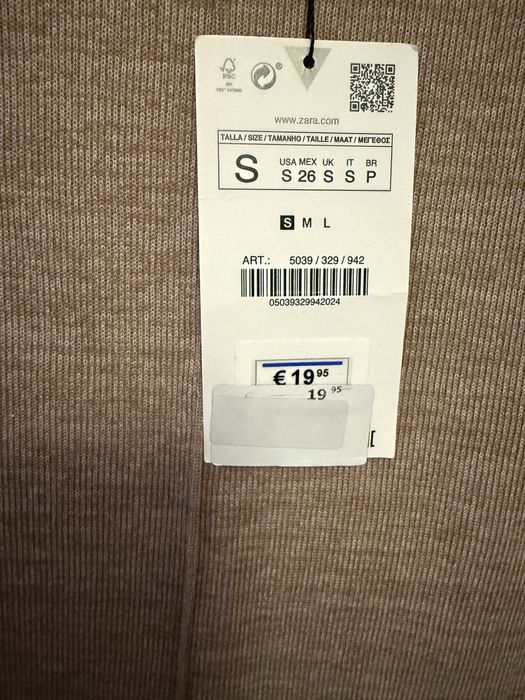 FSC
www.zara.com
TALLA / SIZE / TAMANHO / TAILLE / MAAT / ΜΕΓΕΘΟΣ
S
USA MEX UK IT BR
S 26 S S P
S M L
ART.: 5039 / 329 / 942
05039329942024
€ 19 95
19 95